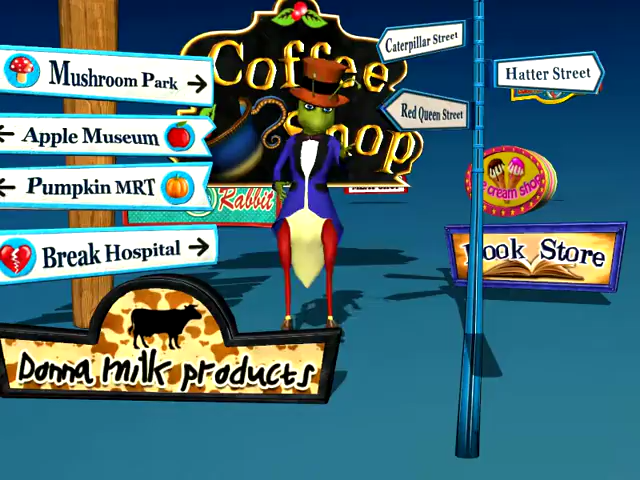 Coffee
Shop
Caterpillar Street
Hatter Street
Red Queen Street
Mushroom Park
Apple Museum
Pumpkin MRT
Rabbit
Break Hospital
ice cream shop
Book Store
Donna milk products